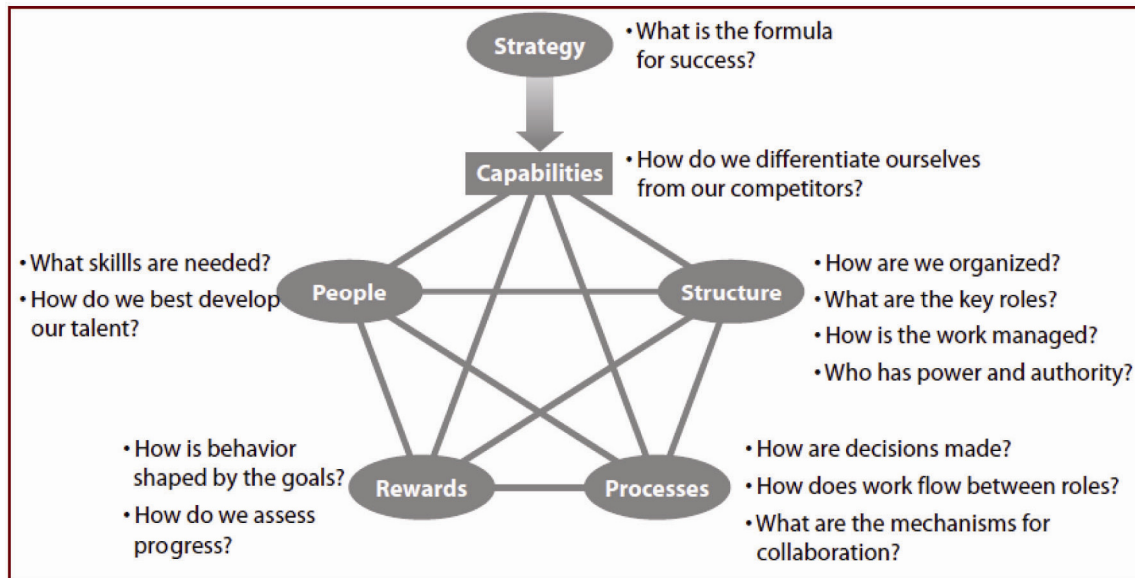 Strategy
• What is the formula
for success?
Capabilities
• How do we differentiate ourselves
from our competitors?
• What skillls are needed?
• How do we best develop
our talent?
People
Structure
• How are we organized?
• What are the key roles?
• How is the work managed?
• Who has power and authority?
• How is behavior
shaped by the goals?
• How do we assess
progress?
Rewards
Processes
• How are decisions made?
• How does work flow between roles?
• What are the mechanisms for
collaboration?